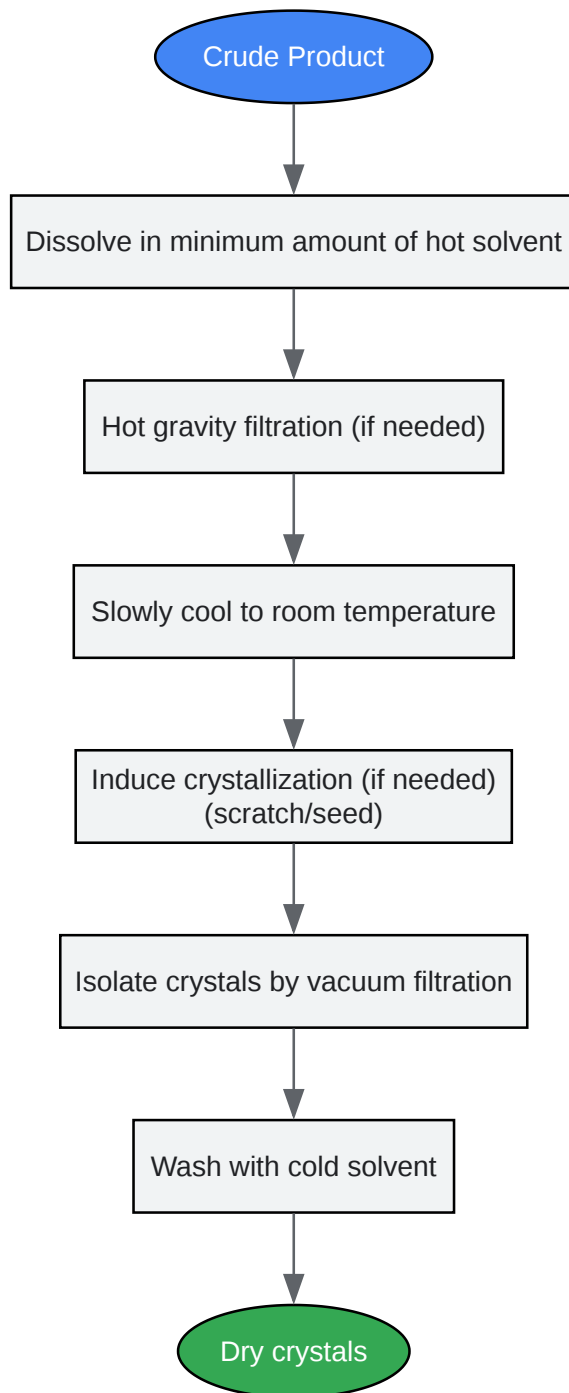 Crude Product
Dissolve in minimum amount of hot solvent
Hot gravity filtration (if needed)
Slowly cool to room temperature
Induce crystallization (if needed)
(scratch/seed)
Isolate crystals by vacuum filtration
Wash with cold solvent
Dry crystals